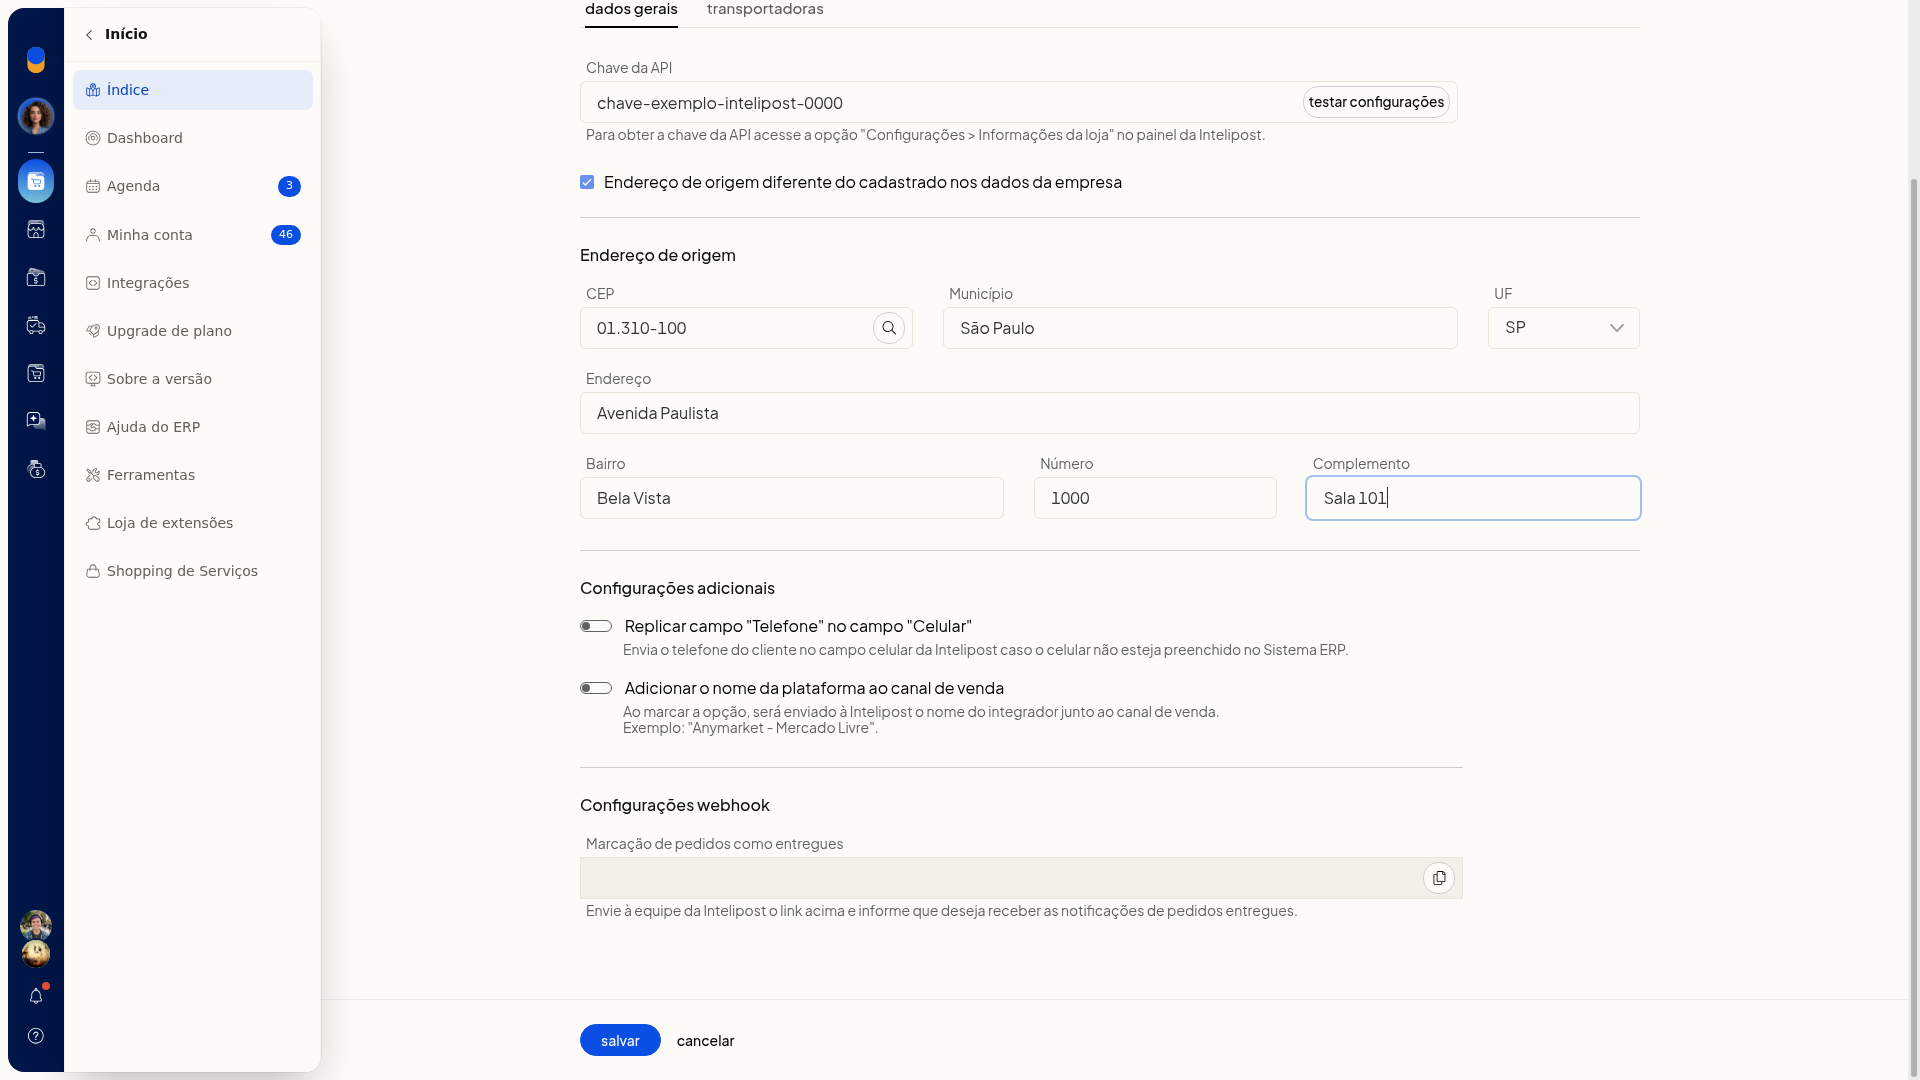 Início
Índice
Dashboard
Agenda 3
Minha conta 46
Integrações
Upgrade de plano
Sobre a versão
Ajuda do ERP
Ferramentas
Loja de extensões
Shopping de Serviços
dados gerais transportadoras
Chave da API
chave-exemplo-intelipost-0000 testar configurações
Para obter a chave da API acesse a opção "Configurações > Informações da loja" no painel da Intelipost.
Endereço de origem diferente do cadastrado nos dados da empresa
Endereço de origem
CEP Município UF
01.310-100 São Paulo SP
Endereço
Avenida Paulista
Bairro Número Complemento
Bela Vista 1000 Sala 101
Configurações adicionais
Replicar campo "Telefone" no campo "Celular"
Envia o telefone do cliente no campo celular da Intelipost caso o celular não esteja preenchido no Sistema ERP.
Adicionar o nome da plataforma ao canal de venda
Ao marcar a opção, será enviado à Intelipost o nome do integrador junto ao canal de venda.
Exemplo: "Anymarket - Mercado Livre".
Configurações webhook
Marcação de pedidos como entregues
Envie à equipe da Intelipost o link acima e informe que deseja receber as notificações de pedidos entregues.
salvar cancelar